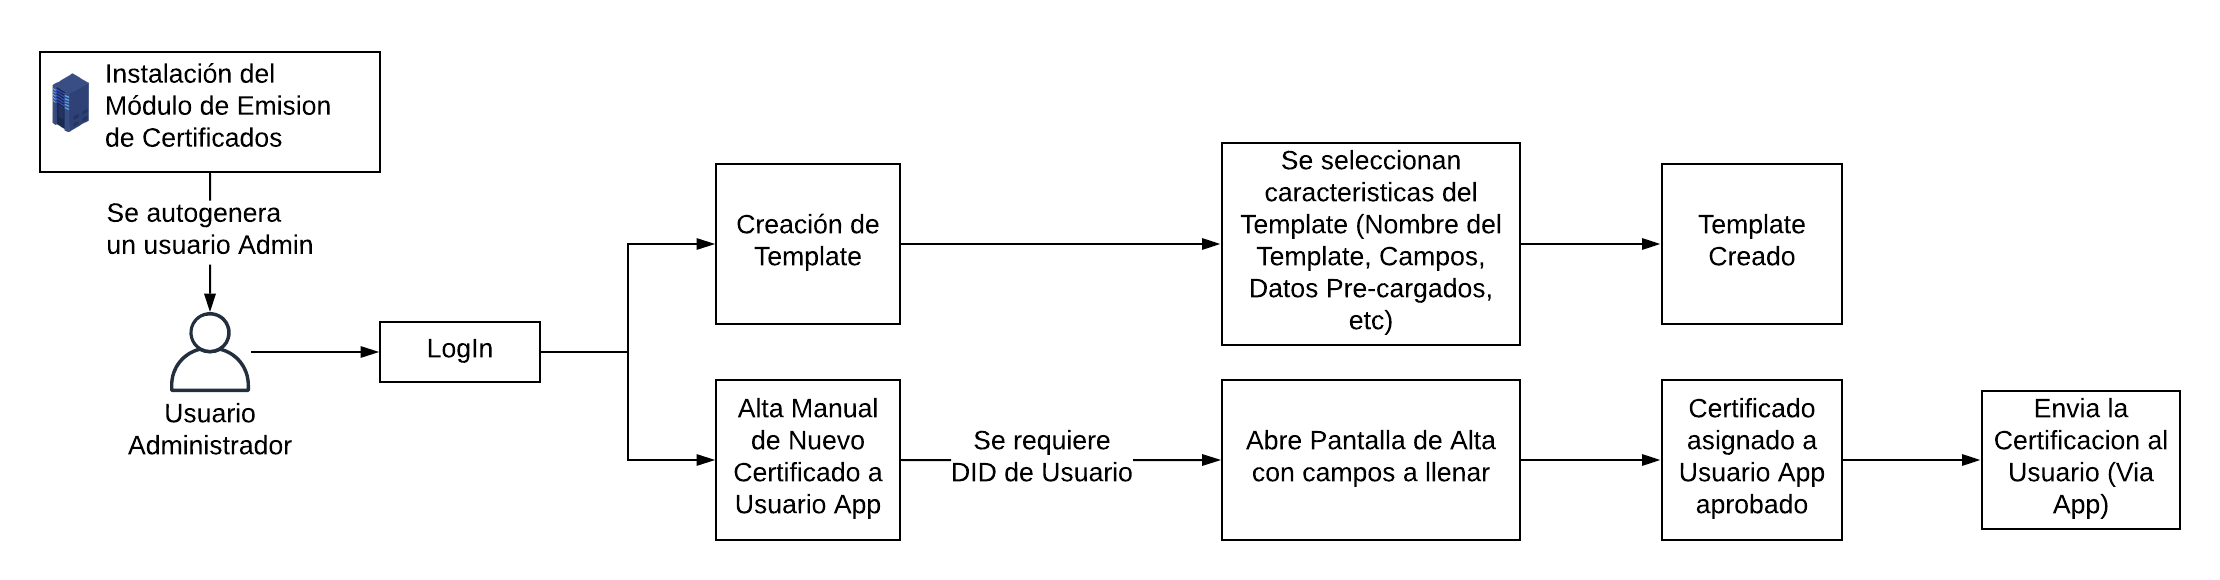 Instalación del
Módulo de Emision
de Certificados
Se autogenera
un usuario Admin
Usuario
Administrador
LogIn
Creación de
Template
Se seleccionan
caracteristicas del
Template (Nombre del
Template, Campos,
Datos Pre-cargados,
etc)
Template
Creado
Alta Manual
de Nuevo
Certificado a
Usuario App
Se requiere
DID de Usuario
Abre Pantalla de Alta
con campos a llenar
Certificado
asignado a
Usuario App
aprobado
Envia la
Certificacion al
Usuario (Via
App)